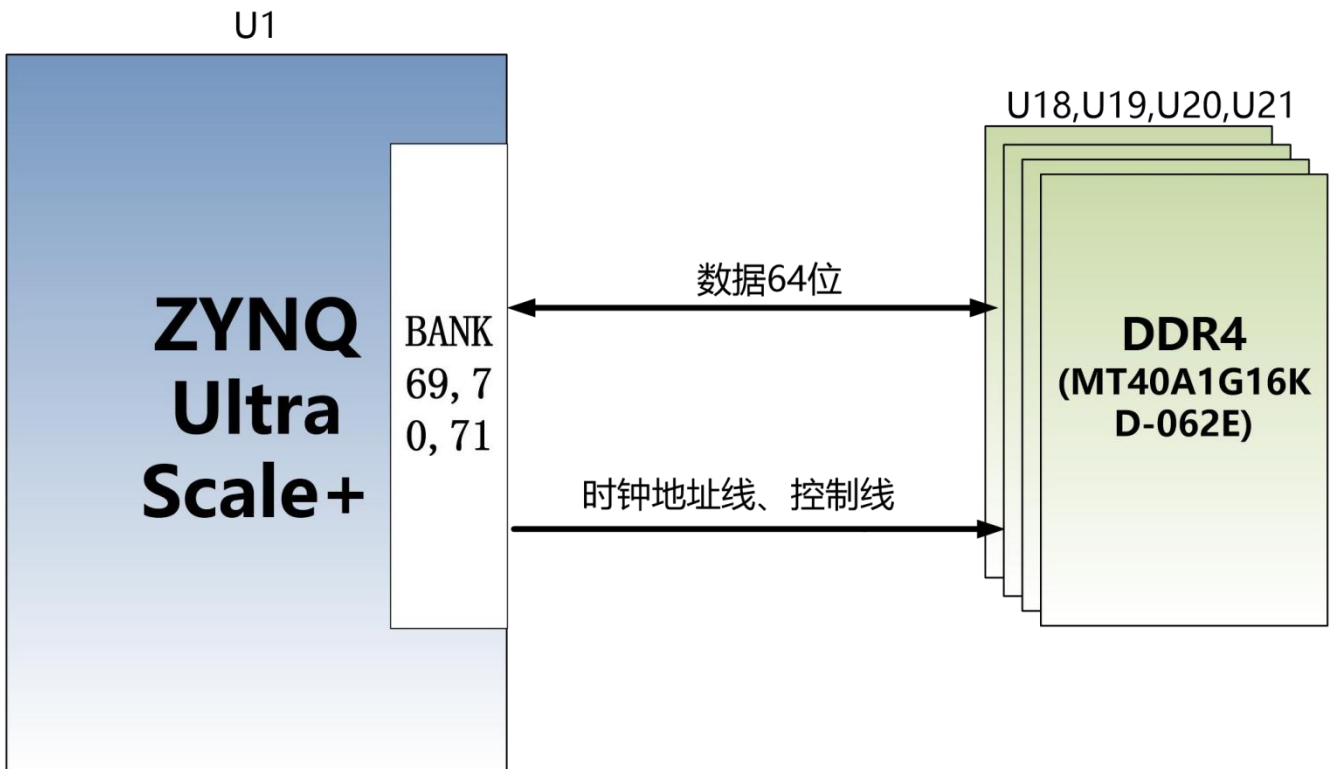 U1
U18,U19,U20,U21
ZYNQ
Ultra
Scale+
BANK
69, 7
0, 71
数据64位
时钟地址线、控制线
DDR4
(MT40A1G16K
D-062E)